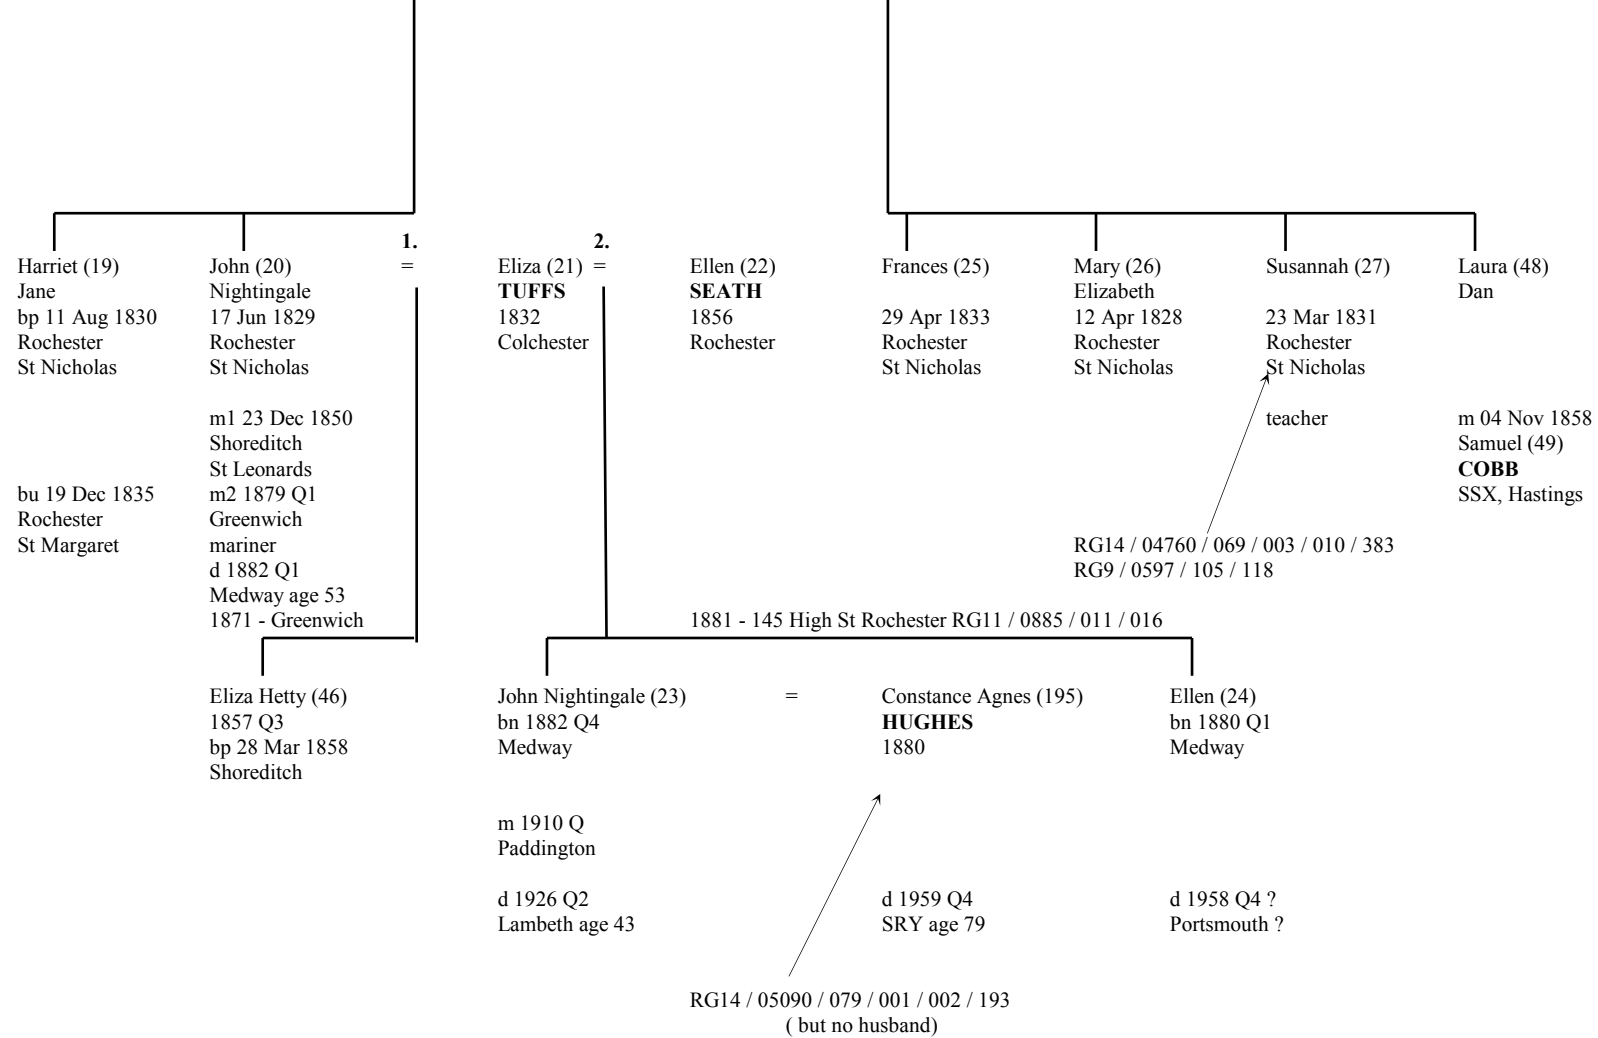 1.
2.
Harriet (19)
Jane
bp 11 Aug 1830
Rochester
St Nicholas
bu 19 Dec 1835
Rochester
St Margaret
John (20)
Nightingale
17 Jun 1829
Rochester
St Nicholas
m1 23 Dec 1850
Shoreditch
St Leonards
m2 1879 Q1
Greenwich
mariner
d 1882 Q1
Medway age 53
1871 - Greenwich
=
Eliza (21) =
TUFFS
1832
Colchester
Ellen (22)
SEATH
1856
Rochester
Frances (25)
29 Apr 1833
Rochester
St Nicholas
Mary (26)
Elizabeth
12 Apr 1828
Rochester
St Nicholas
Susannah (27)
23 Mar 1831
Rochester
St Nicholas
teacher
Laura (48)
Dan
m 04 Nov 1858
Samuel (49)
COBB
SSX, Hastings
RG14 / 04760 / 069 / 003 / 010 / 383
RG9 / 0597 / 105 / 118
1881 - 145 High St Rochester RG11 / 0885 / 011 / 016
Eliza Hetty (46)
1857 Q3
bp 28 Mar 1858
Shoreditch
John Nightingale (23)
bn 1882 Q4
Medway
m 1910 Q
Paddington
d 1926 Q2
Lambeth age 43
=
Constance Agnes (195)
HUGHES
1880
d 1959 Q4
SRY age 79
Ellen (24)
bn 1880 Q1
Medway
d 1958 Q4 ?
Portsmouth ?
RG14 / 05090 / 079 / 001 / 002 / 193
( but no husband)